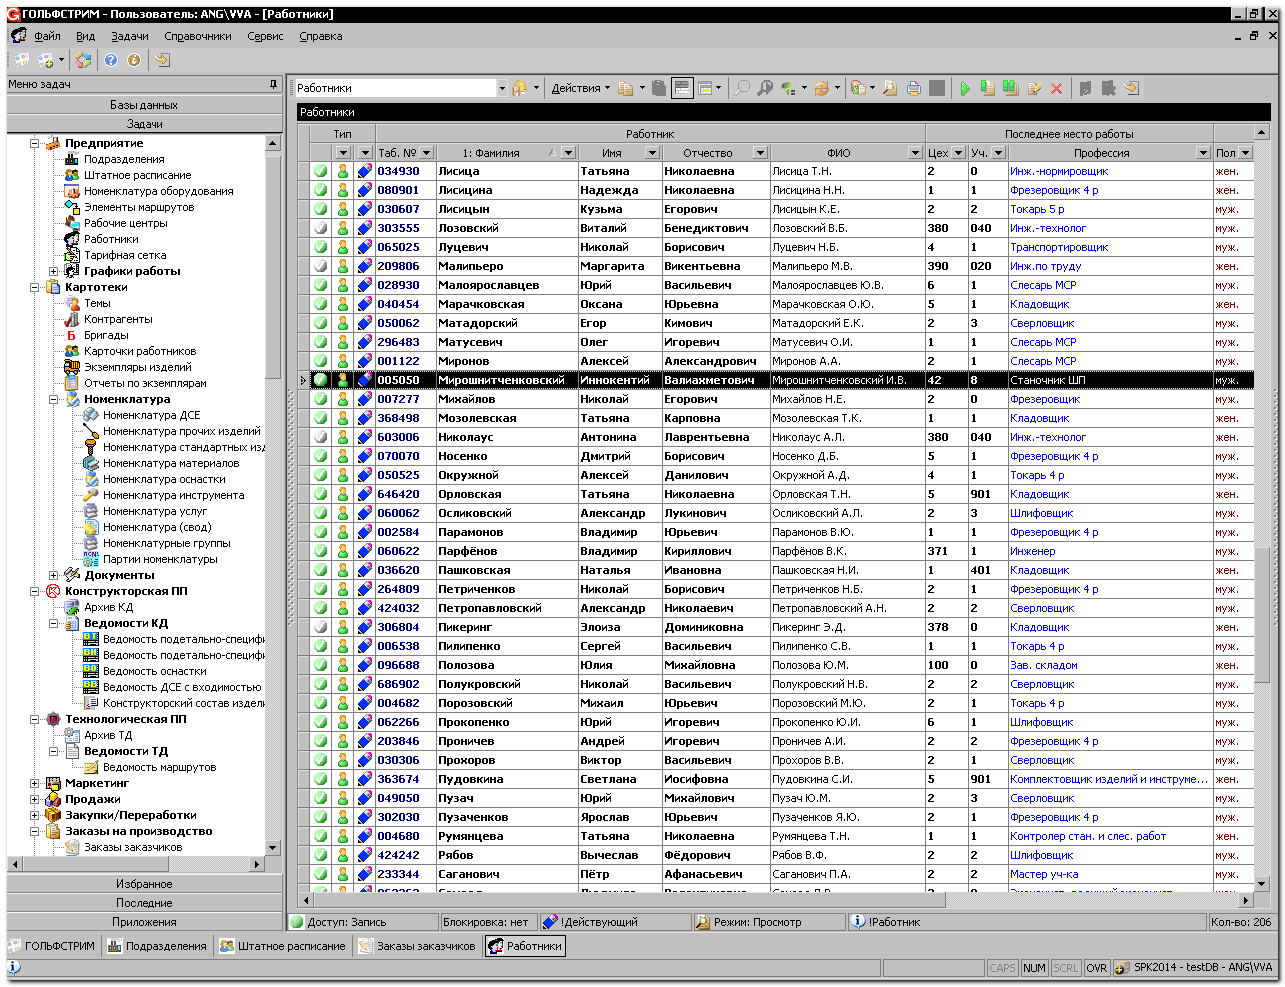 ГОЛЬФСТРИМ - Пользователь: ANG\VVA - [Работники]
Файл Вид Задачи Справочники Сервис Справка
Меню задач
Базы данных
Задачи
Предприятие
Подразделения
Штатное расписание
Номенклатура оборудования
Элементы маршрутов
Рабочие центры
Работники
Тарифная сетка
Графики работы
Картотеки
Темы
Контрагенты
Бригады
Карточки работников
Экземпляры изделий
Отчеты по экземплярам
Номенклатура
Номенклатура ДСЕ
Номенклатура прочих изделий
Номенклатура стандартных изд
Номенклатура материалов
Номенклатура оснастки
Номенклатура инструмента
Номенклатура услуг
Номенклатура (свод)
Номенклатурные группы
Партии номенклатуры
Документы
Конструкторская ПП
Архив КД
Ведомости КД
Ведомость подетально-специфи
Ведомость подетально-специфи
Ведомость оснастки
Ведомость ДСЕ с входимостью
Конструкторский состав издели
Технологическая ПП
Архив ТД
Ведомости ТД
Ведомость маршрутов
Маркетинг
Продажи
Закупки/Переработки
Заказы на производство
Заказы заказчиков
Избранное
Последние
Приложения
Работники Действия
Работники
Тип Работник Последнее место работы
Таб. № 1: Фамилия Имя Отчество ФИО Цех Уч. Профессия Пол
034930 Лисица Татьяна Николаевна Лисица Т.Н. 2 0 Инж.-нормировщик жен.
080901 Лисицина Надежда Николаевна Лисицина Н.Н. 1 1 Фрезеровщик 4 р жен.
030607 Лисицын Кузьма Егорович Лисицын К.Е. 2 2 Токарь 5 р муж.
303555 Лозовский Виталий Бенедиктович Лозовский В.Б. 380 040 Инж.-технолог муж.
065025 Луцевич Николай Борисович Луцевич Н.Б. 4 1 Транспортировщик муж.
209806 Малипьеро Маргарита Викентьевна Малипьеро М.В. 390 020 Инж.по труду жен.
028930 Малоярославцев Юрий Васильевич Малоярославцев Ю.В. 6 1 Слесарь МСР муж.
040454 Марачковская Оксана Юрьевна Марачковская О.Ю. 5 1 Кладовщик жен.
050062 Матадорский Егор Кимович Матадорский Е.К. 2 3 Сверловщик муж.
296483 Матусевич Олег Игоревич Матусевич О.И. 1 1 Слесарь МСР муж.
001122 Миронов Алексей Александрович Миронов А.А. 2 1 Слесарь МСР муж.
005050 Мирошнитченковский Иннокентий Валиахметович Мирошнитченковский И.В. 42 8 Станочник ШП муж.
007277 Михайлов Николай Егорович Михайлов Н.Е. 2 0 Фрезеровщик муж.
368498 Мозолевская Татьяна Карповна Мозолевская Т.К. 1 1 Кладовщик жен.
603006 Николаус Антонина Лаврентьевна Николаус А.Л. 380 040 Инж.-технолог жен.
070070 Носенко Дмитрий Борисович Носенко Д.Б. 5 1 Фрезеровщик 4 р муж.
050525 Окружной Алексей Данилович Окружной А.Д. 4 1 Токарь 4 р муж.
646420 Орловская Татьяна Николаевна Орловская Т.Н. 5 901 Кладовщик жен.
060062 Осликовский Александр Лукинович Осликовский А.Л. 2 3 Шлифовщик муж.
002584 Парамонов Владимир Юрьевич Парамонов В.Ю. 1 1 Фрезеровщик 4 р муж.
060622 Парфёнов Владимир Кириллович Парфёнов В.К. 371 1 Инженер муж.
036620 Пашковская Наталья Ивановна Пашковская Н.И. 1 401 Кладовщик жен.
264809 Петриченков Николай Борисович Петриченков Н.Б. 2 1 Фрезеровщик 4 р муж.
424032 Петропавловский Александр Николаевич Петропавловский А.Н. 2 2 Сверловщик муж.
306804 Пикеринг Элоиза Доминиковна Пикеринг Э.Д. 378 0 Кладовщик жен.
006538 Пилипенко Сергей Васильевич Пилипенко С.В. 1 1 Токарь 4 р муж.
096688 Полозова Юлия Михайловна Полозова Ю.М. 100 0 Зав. складом жен.
686902 Полукровский Николай Васильевич Полукровский Н.В. 2 2 Сверловщик муж.
004682 Порозовский Михаил Юрьевич Порозовский М.Ю. 2 1 Токарь 4 р муж.
062266 Прокопенко Юрий Игоревич Прокопенко Ю.И. 6 1 Шлифовщик муж.
203846 Проничев Андрей Игоревич Проничев А.И. 2 2 Фрезеровщик 4 р муж.
030306 Прохоров Виктор Васильевич Прохоров В.В. 2 1 Сверловщик муж.
363674 Пудовкина Светлана Иосифовна Пудовкина С.И. 5 901 Комплектовщик изделий и инструме... жен.
049050 Пузач Юрий Михайлович Пузач Ю.М. 2 3 Сверловщик муж.
302030 Пузаченков Ярослав Юрьевич Пузаченков Я.Ю. 2 1 Фрезеровщик 4 р муж.
004680 Румянцева Татьяна Николаевна Румянцева Т.Н. 1 1 Контролер стан. и слес. работ жен.
424242 Рябов Вычеслав Фёдорович Рябов В.Ф. 2 2 Шлифовщик муж.
233344 Саганович Пётр Афанасьевич Саганович П.А. 2 2 Мастер уч-ка муж.
Доступ: Запись Блокировка: нет !Действующий Режим: Просмотр !Работник Кол-во: 206
ГОЛЬФСТРИМ Подразделения Штатное расписание Заказы заказчиков Работники
CAPS NUM SCRL OVR SPK2014 - testDB - ANG\VVA